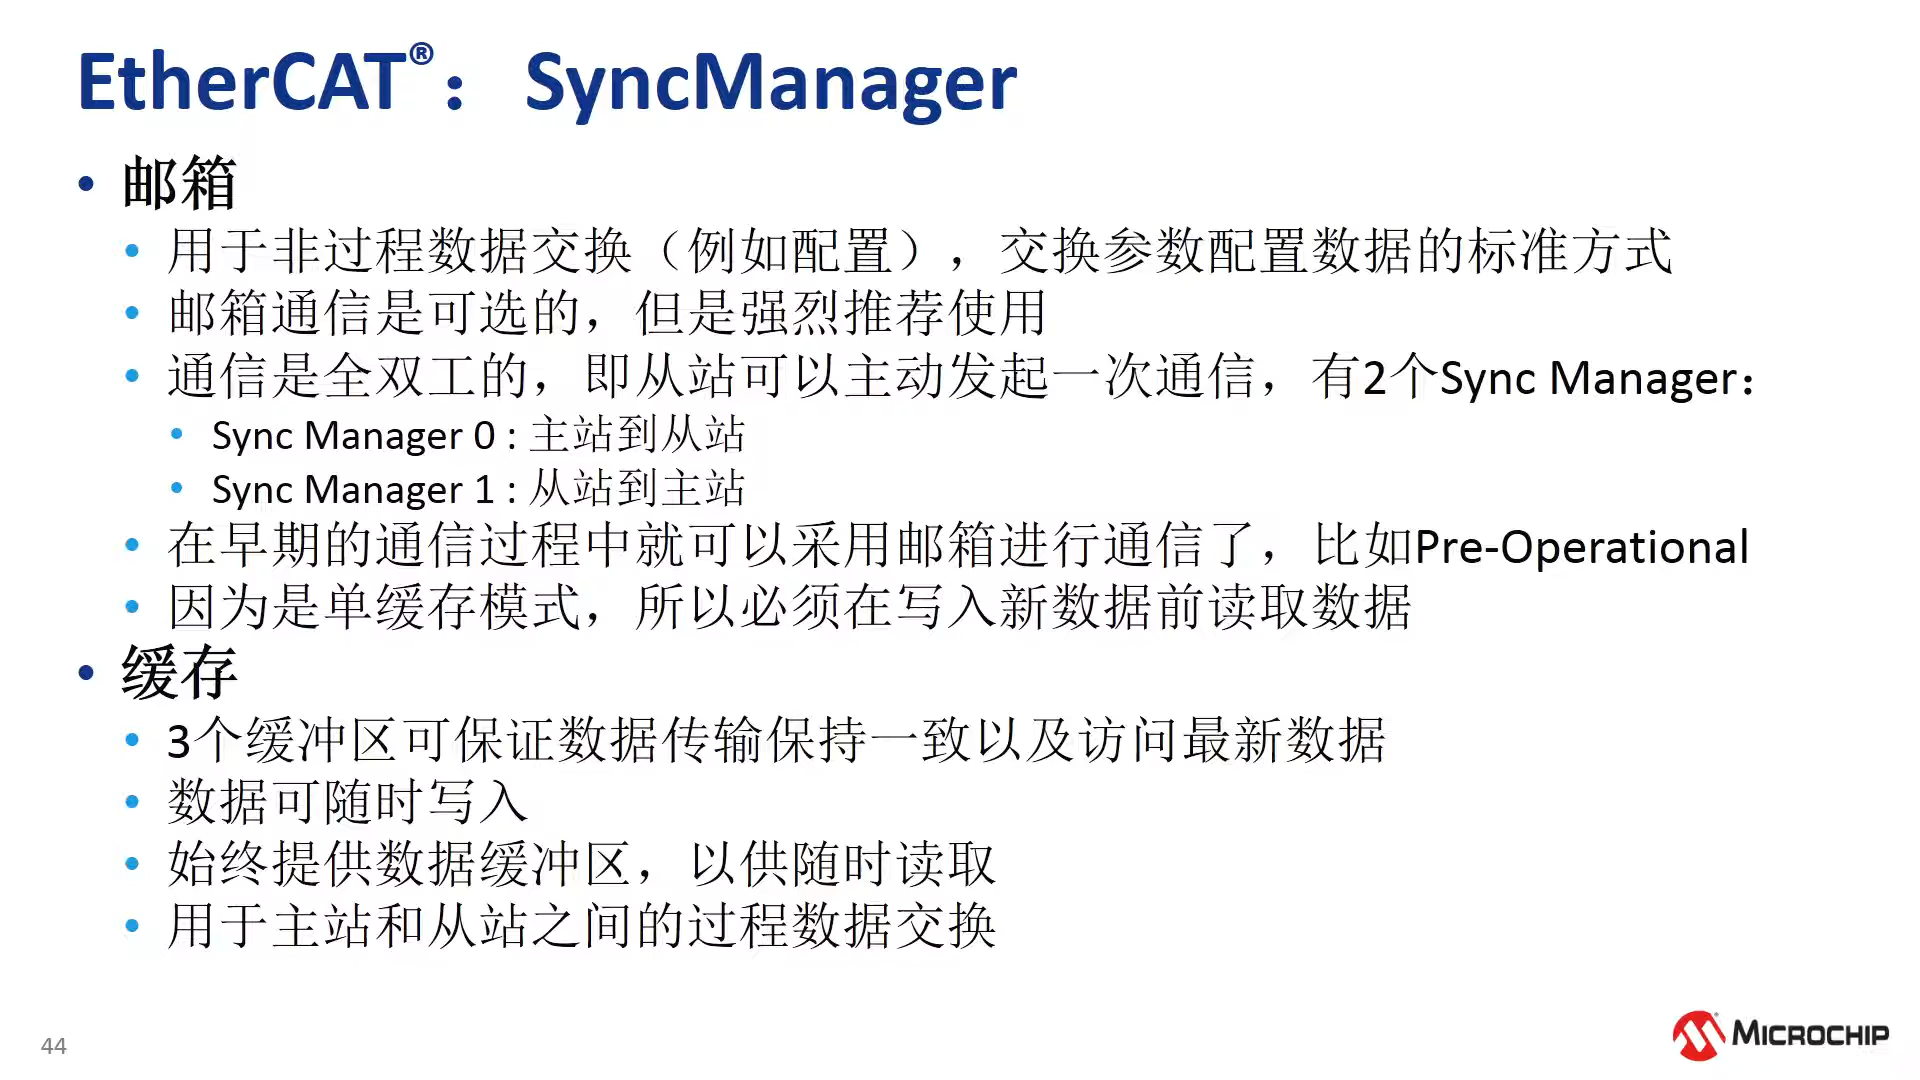 EtherCAT®： SyncManager
• 邮箱
• 用于非过程数据交换（例如配置），交换参数配置数据的标准方式
• 邮箱通信是可选的，但是强烈推荐使用
• 通信是全双工的，即从站可以主动发起一次通信，有2个Sync Manager：
• Sync Manager 0 : 主站到从站
• Sync Manager 1 : 从站到主站
• 在早期的通信过程中就可以采用邮箱进行通信了，比如Pre-Operational
• 因为是单缓存模式，所以必须在写入新数据前读取数据
• 缓存
• 3个缓冲区可保证数据传输保持一致以及访问最新数据
• 数据可随时写入
• 始终提供数据缓冲区，以供随时读取
• 用于主站和从站之间的过程数据交换
44
MICROCHIP